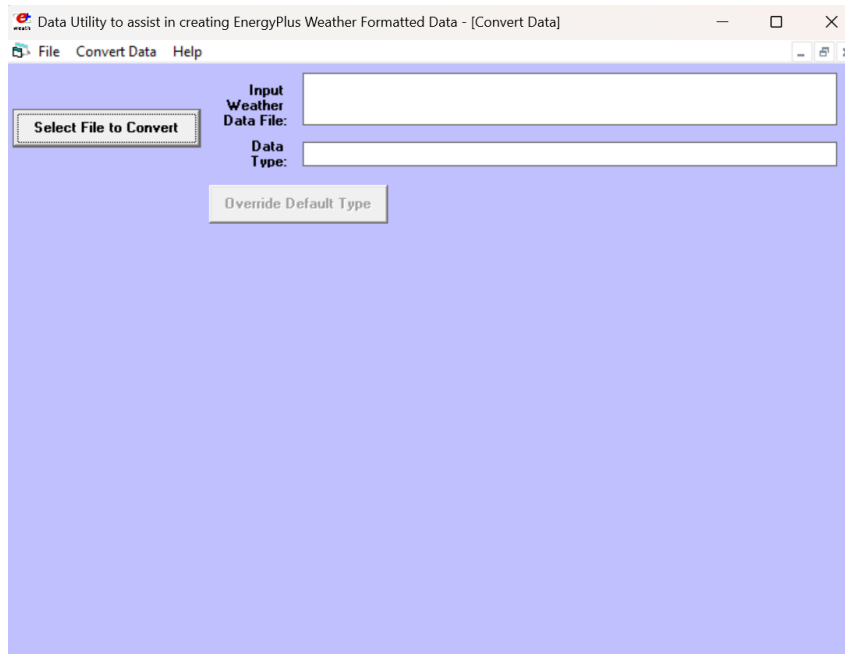 Data Utility to assist in creating EnergyPlus Weather Formatted Data - [Convert Data]
File Convert Data Help
Input
Weather
Data File:
Select File to Convert
Data
Type:
Override Default Type